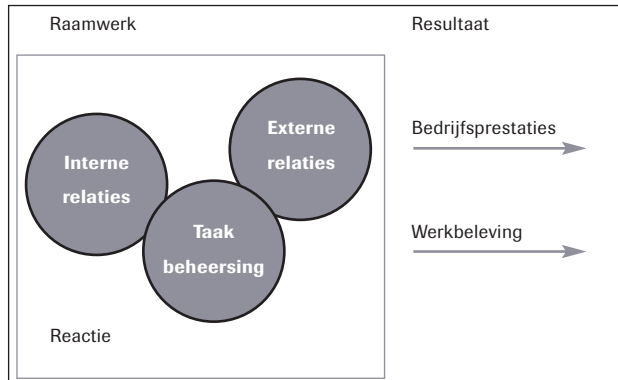 Raamwerk
Resultaat
Interne
relaties
Externe
relaties
Taak
beheersing
Reactie
Bedrijfsprestaties
Werkbeleving